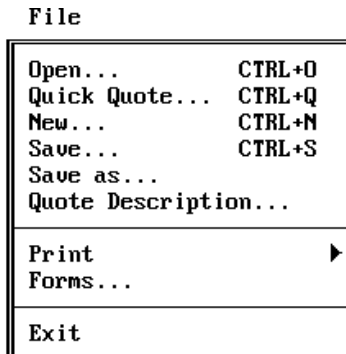 File
Open... CTRL+O
Quick Quote... CTRL+Q
New... CTRL+N
Save... CTRL+S
Save as...
Quote Description...
Print
Forms...
Exit